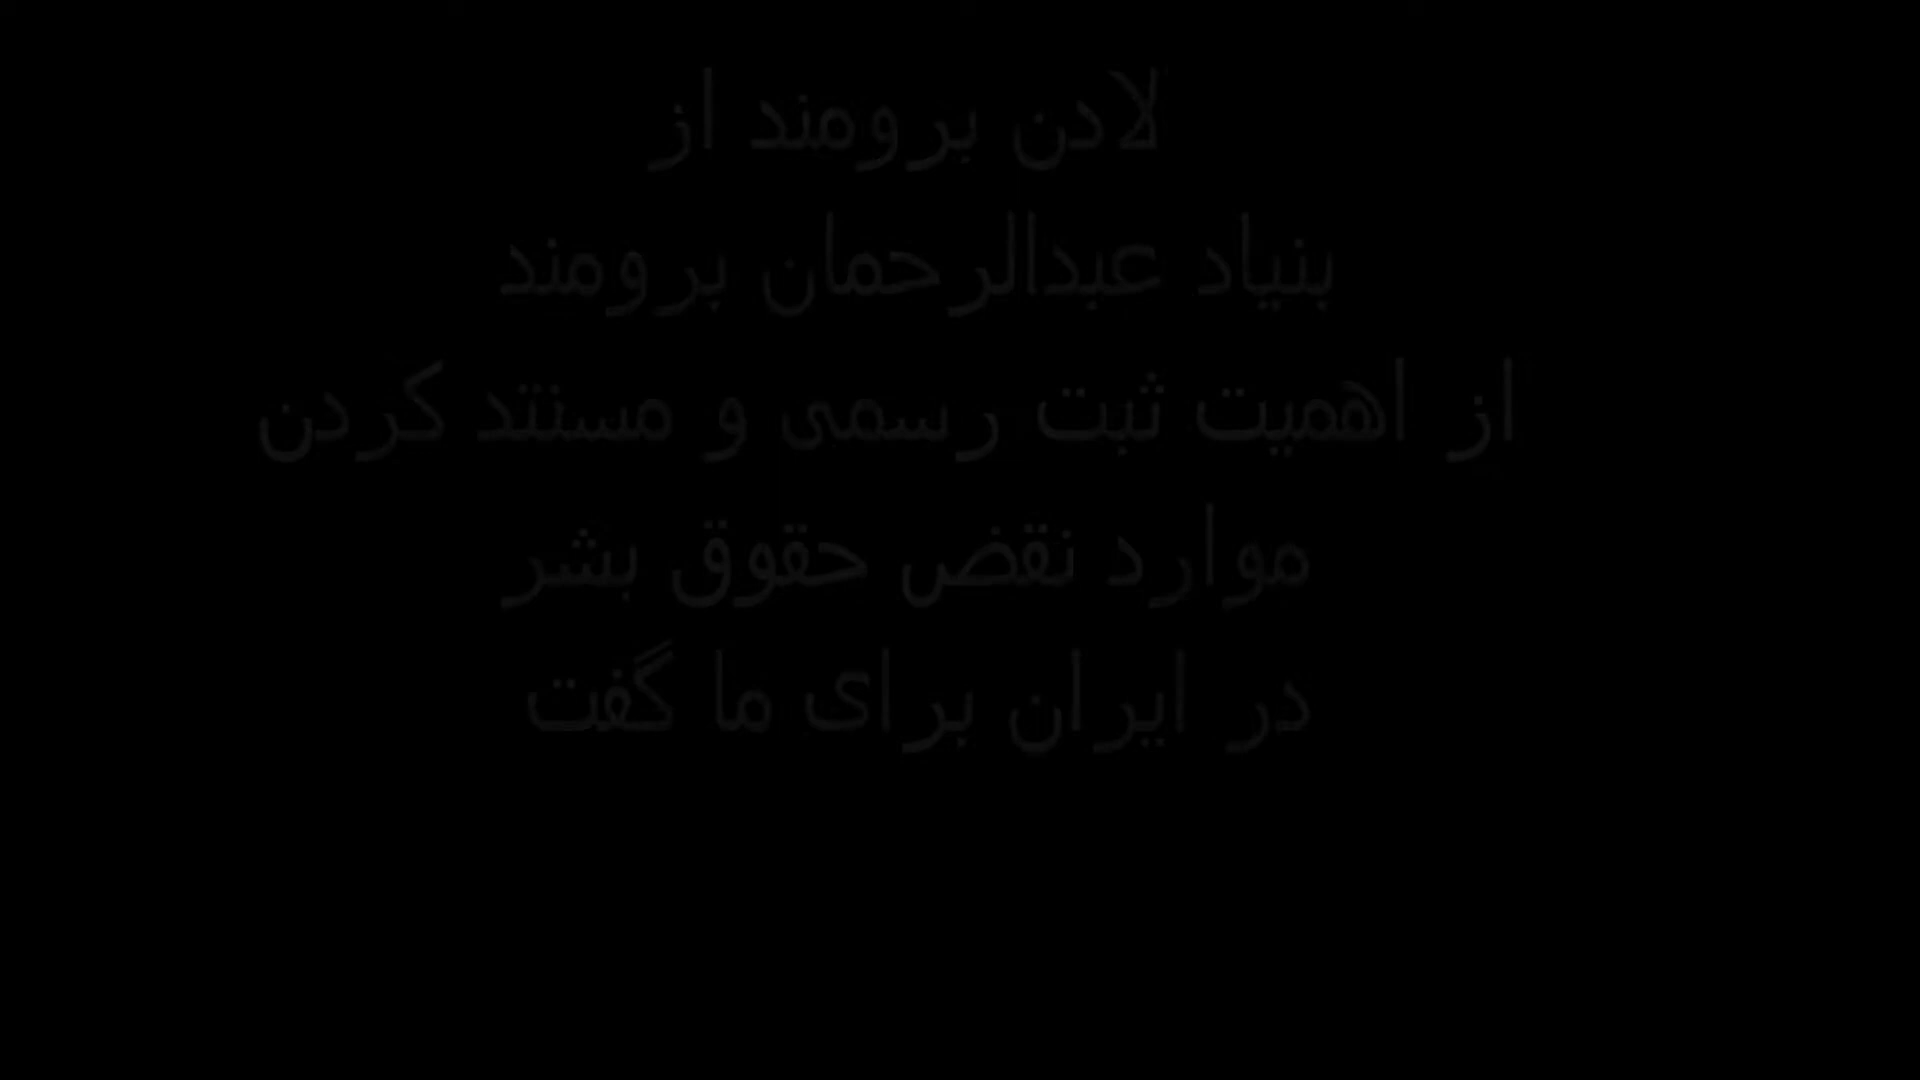 لادن برومند از
بنیاد عبدالرحمان برومند
از اهمیت ثبت رسمی و مستند کردن
موارد نقض حقوق بشر
در ایران برای ما گفت